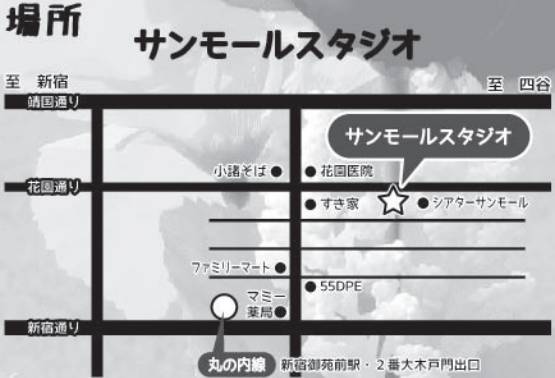 場所
サンモールスタジオ
至 新宿
至 四谷
靖国通り
サンモールスタジオ
小諸そば
花園医院
花園通り
すき家
シアターサンモール
ファミリーマート
55DPE
マミー
薬局
新宿通り
丸の内線 新宿御苑前駅・2番大木戸門出口